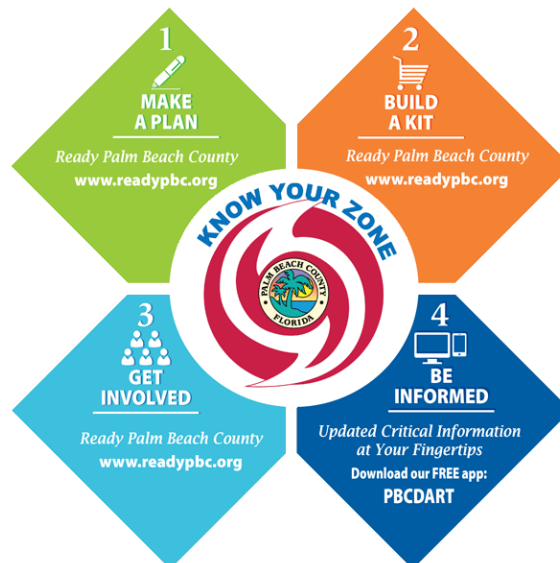 1
MAKE
A PLAN
Ready Palm Beach County
www.readypbc.org
2
BUILD
A KIT
Ready Palm Beach County
www.readypbc.org
KNOW YOUR ZONE
PALM BEACH COUNTY
FLORIDA
3
GET
INVOLVED
Ready Palm Beach County
www.readypbc.org
4
BE
INFORMED
Updated Critical Information
at Your Fingertips
Download our FREE app:
PBCDART